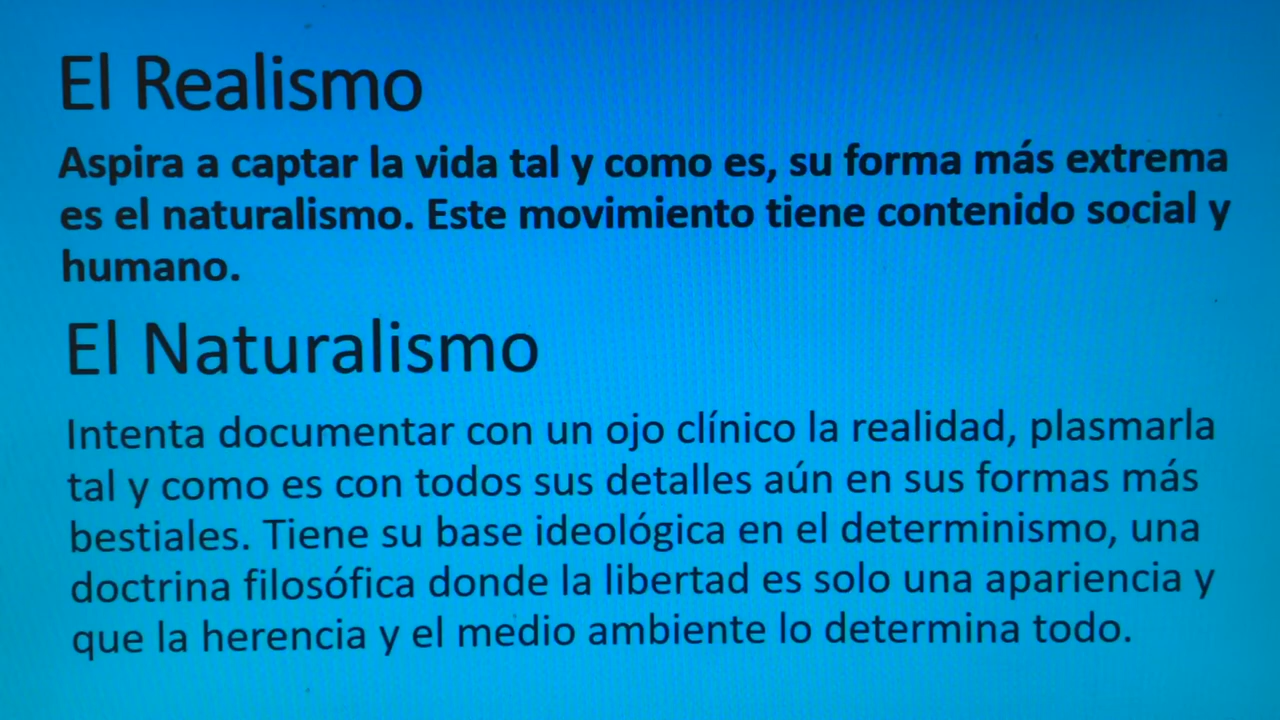 El Realismo
Aspira a captar la vida tal y como es, su forma más extrema
es el naturalismo. Este movimiento tiene contenido social y
humano.
El Naturalismo
Intenta documentar con un ojo clínico la realidad, plasmarla
tal y como es con todos sus detalles aún en sus formas más
bestiales. Tiene su base ideológica en el determinismo, una
doctrina filosófica donde la libertad es solo una apariencia y
que la herencia y el medio ambiente lo determina todo.